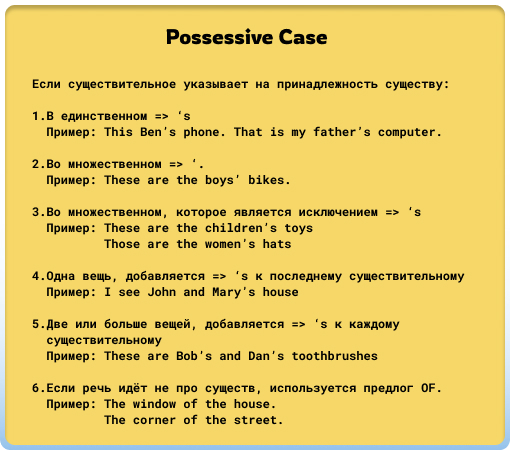 Possessive Case
Если существительное указывает на принадлежность существу:
1.В единственном => ‘s
Пример: This Ben’s phone. That is my father’s computer.
2.Во множественном => ‘.
Пример: These are the boys’ bikes.
3.Во множественном, которое является исключением => ‘s
Пример: These are the children’s toys
Those are the women’s hats
4.Одна вещь, добавляется => ‘s к последнему существительному
Пример: I see John and Mary’s house
5.Две или больше вещей, добавляется => ‘s к каждому
существительному
Пример: These are Bob’s and Dan’s toothbrushes
6.Если речь идёт не про существ, используется предлог OF.
Пример: The window of the house.
The corner of the street.